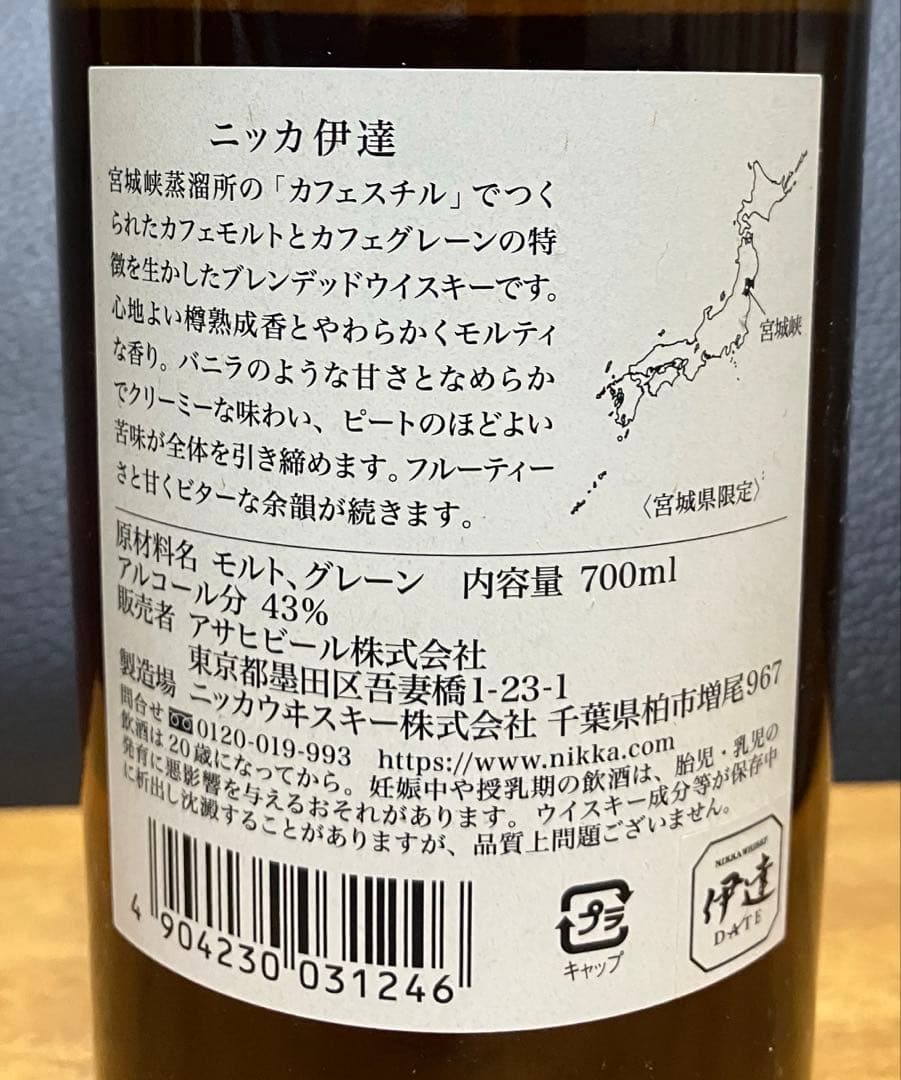 ニッカ伊達
宮城峡蒸溜所の「カフェスチル」でつく
られたカフェモルトとカフェグレーンの特
徴を生かしたブレンデッドウイスキーです。
心地よい樽熟成香とやわらかくモルティ
な香り。バニラのような甘さとなめらか
でクリーミーな味わい、ピートのほどよい
苦味が全体を引き締めます。フルーティー
さと甘くビターな余韻が続きます。
宮城峡
〈宮城県限定〉
原材料名 モルト、グレーン 内容量 700ml
アルコール分 43%
販売者 アサヒビール株式会社
東京都墨田区吾妻橋1-23-1
製造場 ニッカウヰスキー株式会社 千葉県柏市増尾967
問合せ 0120-019-993 https://www.nikka.com
飲酒は20歳になってから。妊娠中や授乳期の飲酒は、胎児・乳児の
発育に悪影響を与えるおそれがあります。ウイスキー成分等が保存中
に析出し沈澱することがありますが、品質上問題ございません。
4 904230 031246
プラ
キャップ
NIKKA WHISKY
伊達
DATE